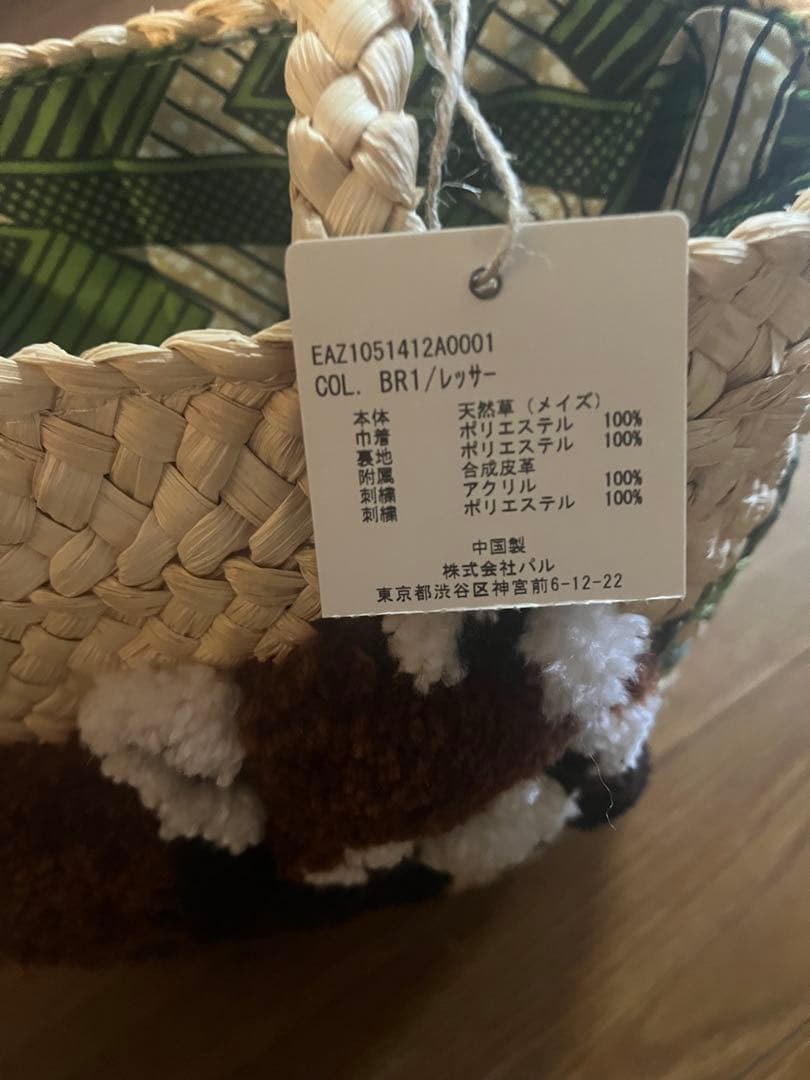 EAZ1051412A0001
COL. BR1/レッサー
本体 天然草（メイズ）
巾着 ポリエステル 100%
裏地 ポリエステル 100%
附属 合成皮革
刺繍 アクリル 100%
刺繍 ポリエステル 100%
中国製
株式会社パル
東京都渋谷区神宮前6-12-22